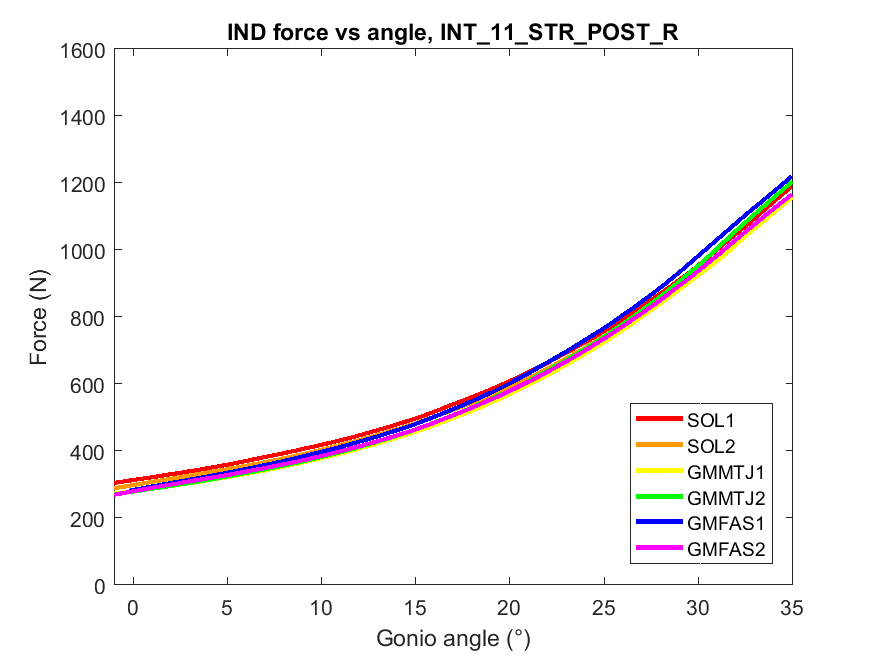 IND force vs angle, INT_11_STR_POST_R
1600
1400
1200
1000
800
600
400
200
0
Force (N)
SOL1
SOL2
GMMTJ1
GMMTJ2
GMFAS1
GMFAS2
0 5 10 15 20 25 30 35
Gonio angle (°)